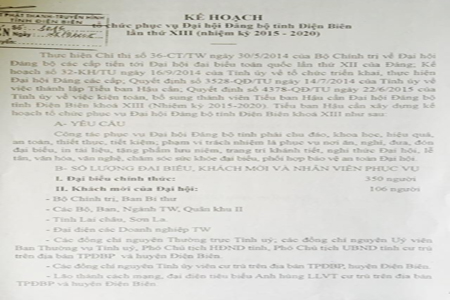 PHÁT THANH-TRUYỀN HÌNH
TỈNH ĐIỆN BIÊN
KẾ HOẠCH
tổ chức phục vụ Đại hội Đảng bộ tỉnh Điện Biên
lần thứ XIII (nhiệm kỳ 2015 - 2020)
Thực hiện Chỉ thị số 36-CT/TW ngày 30/5/2014 của Bộ Chính trị về Đại hội
Đảng bộ các cấp tiến tới Đại hội đại biểu toàn quốc lần thứ XII của Đảng; Kế
hoạch số 32-KH/TU ngày 16/9/2014 của Tỉnh ủy về tổ chức triển khai, thực hiện
Đại hội Đảng các cấp; Quyết định số 3528-QĐ/TU ngày 14/7/2014 của Tỉnh ủy về
việc thành lập Tiểu ban Hậu cần, Quyết định số 4378-QĐ/TU ngày 22/6/2015 của
Tỉnh ủy về việc kiện toàn, bổ sung thành viên Tiểu ban Hậu cần Đại hội Đảng bộ
tỉnh Điện Biên khoá XIII (Nhiệm kỳ 2015-2020). Tiểu ban Hậu cần xây dựng kế
hoạch tổ chức phục vụ Đại hội Đảng bộ tỉnh Điện Biên khoá XIII như sau:
A- YÊU CẦU
Công tác phục vụ Đại hội Đảng bộ tỉnh phải chu đáo, khoa học, hiệu quả,
an toàn, thiết thực, tiết kiệm; phạm vi trách nhiệm là phục vụ nơi ăn, nghỉ, đưa, đón
đại biểu, in tài liệu, tặng phẩm lưu niệm, trang trí khánh tiết, nghi thức Đại hội, lễ
tân, văn hóa, văn nghệ, chăm sóc sức khỏe đại biểu, phối hợp bảo vệ an toàn Đại hội.
B- SỐ LƯỢNG ĐẠI BIỂU, KHÁCH MỜI VÀ NHÂN VIÊN PHỤC VỤ
I. Đại biểu chính thức: 350 người
II. Khách mời của Đại hội: 106 người
- Bộ Chính trị, Ban Bí thư
- Các Bộ, Ban, Ngành TW, Quân khu II
- Tỉnh Lai châu, Sơn La.
- Đại diện các Doanh nghiệp TW
- Các đồng chí nguyên Thường trực Tỉnh uỷ; các đồng chí nguyên Uỷ viên
Ban Thường vụ Tỉnh uỷ, Phó Chủ tịch HĐND tỉnh, Phó Chủ tịch UBND tỉnh cư trú
trên địa bàn TPĐBP và huyện Điện Biên.
- Các đồng chí nguyên Tỉnh ủy viên cư trú trên địa bàn TPĐBP, huyện Điện Biên.
- Lão thành cách mạng, đại diện tiêu biểu Anh hùng LLVT cư trú trên địa bàn
TPĐBP và huyện Điện Biên.